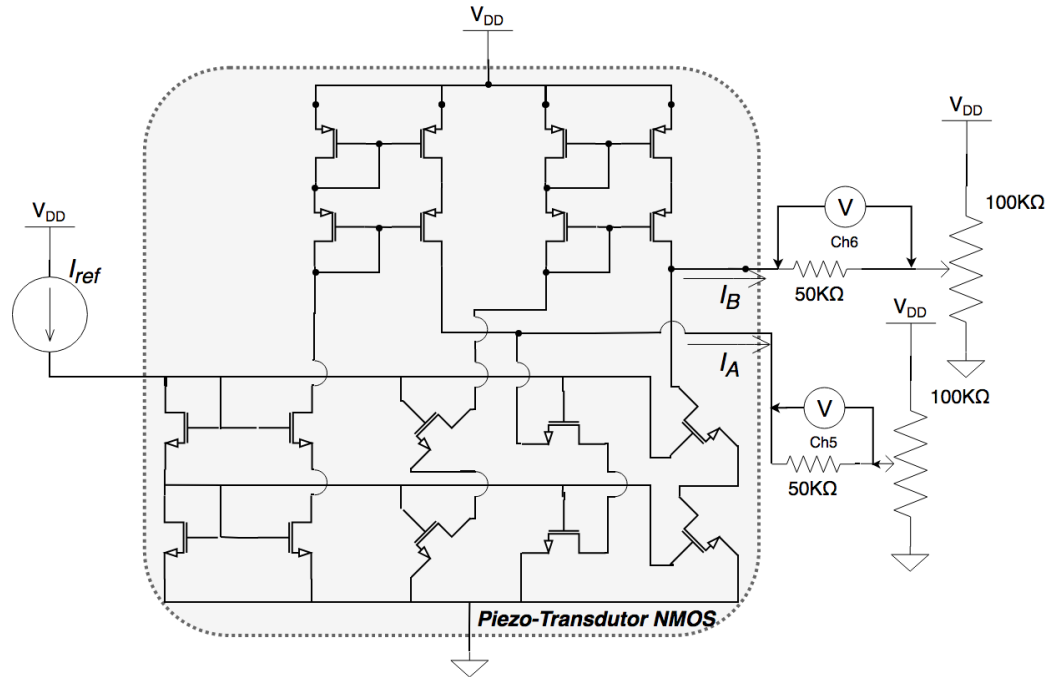 VDD
VDD
Iref
VDD
100KΩ
V
Ch6
50KΩ
IB
VDD
IA
100KΩ
V
Ch5
50KΩ
Piezo-Transdutor NMOS